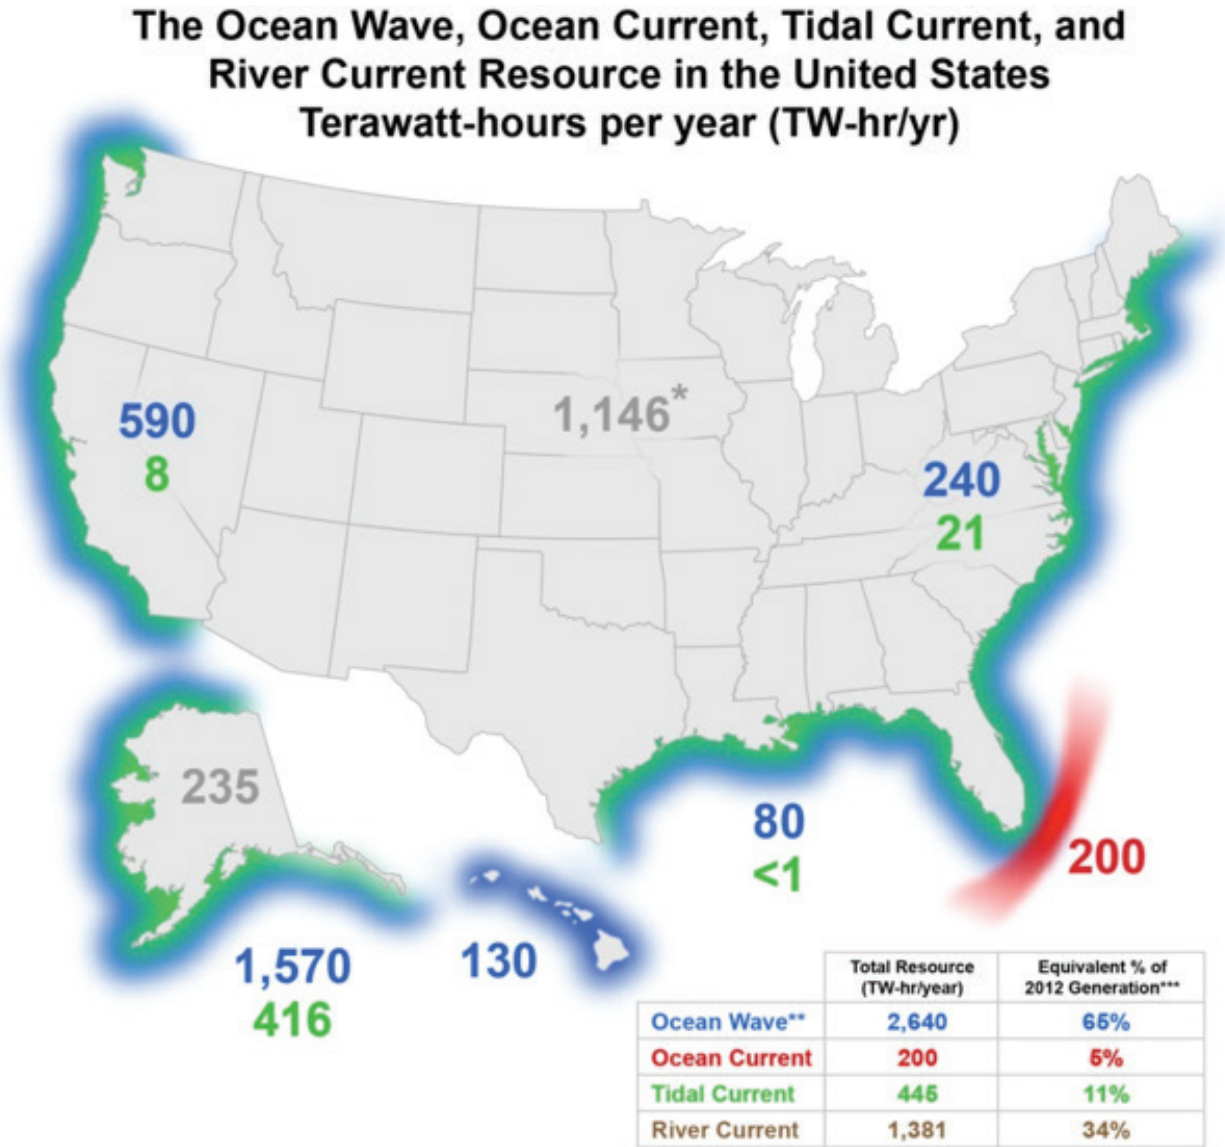 The Ocean Wave, Ocean Current, Tidal Current, and
River Current Resource in the United States
Terawatt-hours per year (TW-hr/yr)
1,146*
590
8
240
21
235
80
<1
200
1,570
416
130
Total Resource
(TW-hr/year)
Equivalent % of
2012 Generation***
Ocean Wave** 2,640 65%
Ocean Current 200 5%
Tidal Current 445 11%
River Current 1,381 34%